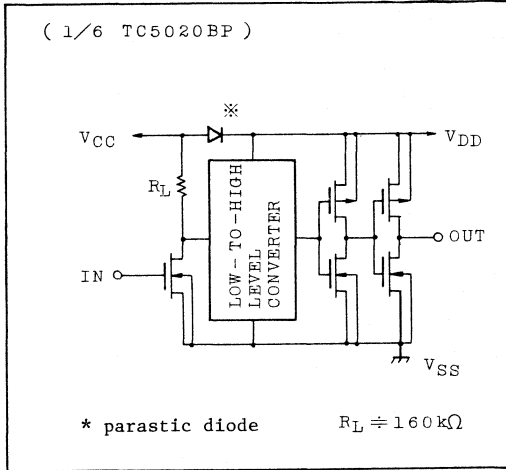 ( 1/6 TC5020BP )
※
VCC
VDD
RL
LOW-TO-HIGH
LEVEL
CONVERTER
IN
OUT
VSS
* parastic diode
RL ≑ 160kΩ